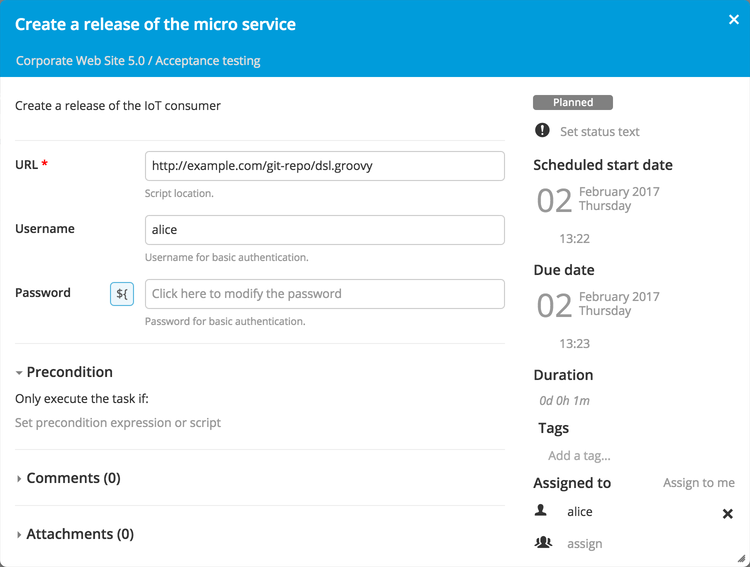 Create a release of the micro service
×
Corporate Web Site 5.0 / Acceptance testing
Create a release of the IoT consumer
URL *
http://example.com/git-repo/dsl.groovy
Script location.
Username
alice
Username for basic authentication.
Password
${
Click here to modify the password
Password for basic authentication.
Precondition
Only execute the task if:
Set precondition expression or script
Comments (0)
Attachments (0)
Planned
Set status text
Scheduled start date
02
February 2017
Thursday
13:22
Due date
02
February 2017
Thursday
13:23
Duration
0d 0h 1m
Tags
Add a tag...
Assigned to
Assign to me
alice
assign